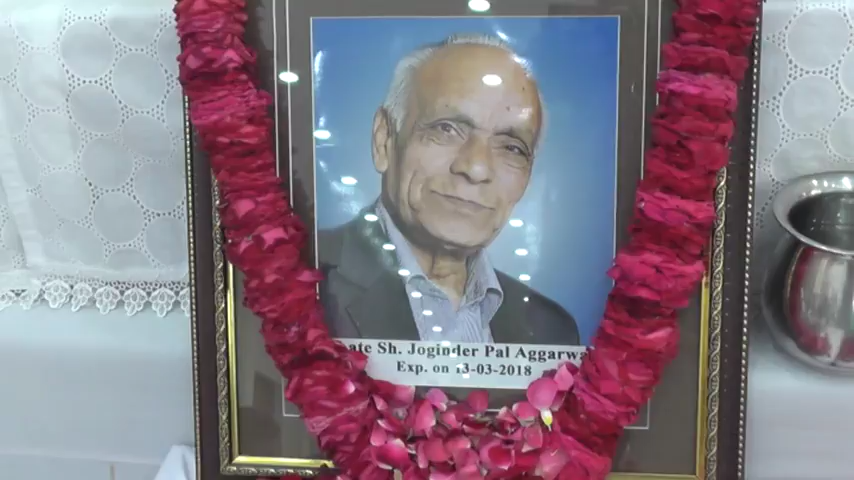 ate Sh. Joginder Pal Aggarwa
Exp. on 13-03-2018